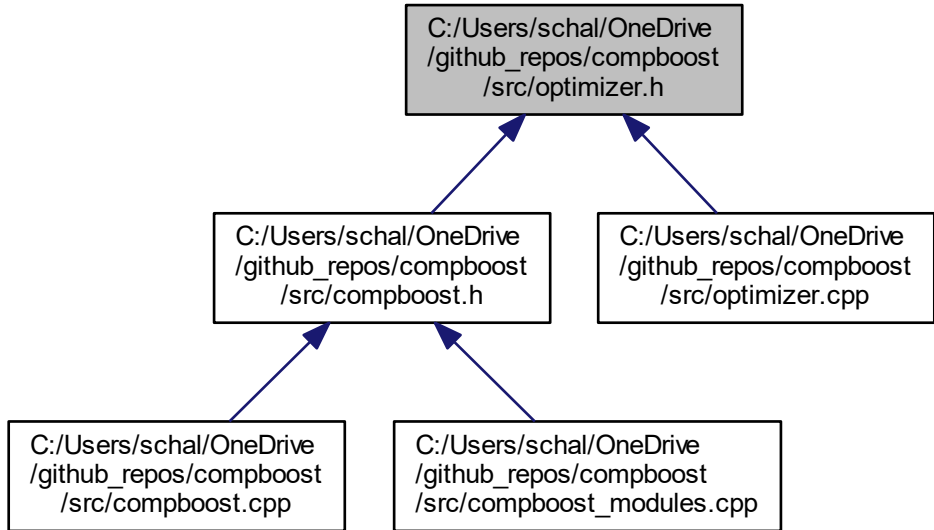 C:/Users/schal/OneDrive
/github_repos/compboost
/src/optimizer.h
C:/Users/schal/OneDrive
/github_repos/compboost
/src/compboost.h
C:/Users/schal/OneDrive
/github_repos/compboost
/src/optimizer.cpp
C:/Users/schal/OneDrive
/github_repos/compboost
/src/compboost.cpp
C:/Users/schal/OneDrive
/github_repos/compboost
/src/compboost_modules.cpp